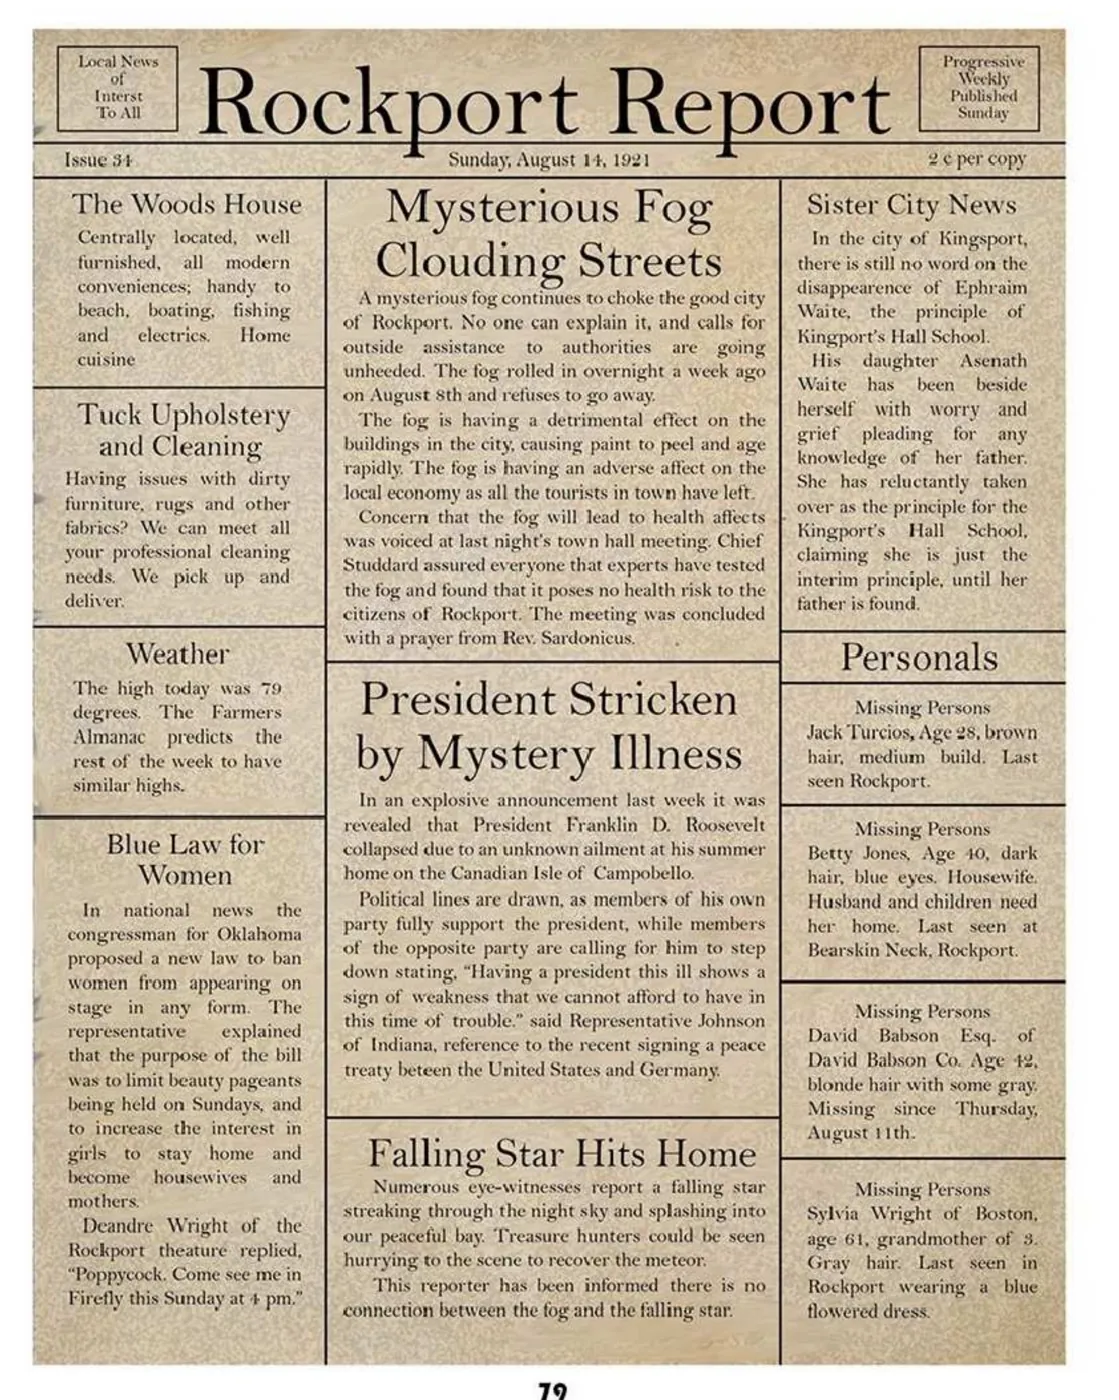 Local News
of
Interst
To All
Rockport Report
Progressive
Weekly
Published
Sunday
Issue 34
Sunday, August 14, 1921
2 ¢ per copy
The Woods House
Centrally located, well
furnished, all modern
conveniences; handy to
beach, boating, fishing
and electrics. Home
cuisine
Tuck Upholstery
and Cleaning
Having issues with dirty
furniture, rugs and other
fabrics? We can meet all
your professional cleaning
needs. We pick up and
deliver.
Weather
The high today was 79
degrees. The Farmers
Almanac predicts the
rest of the week to have
similar highs.
Blue Law for
Women
In national news the
congressman for Oklahoma
proposed a new law to ban
women from appearing on
stage in any form. The
representative explained
that the purpose of the bill
was to limit beauty pageants
being held on Sundays, and
to increase the interest in
girls to stay home and
become housewives and
mothers.
Deandre Wright of the
Rockport theature replied,
“Poppycock. Come see me in
Firefly this Sunday at 4 pm.”
Mysterious Fog
Clouding Streets
A mysterious fog continues to choke the good city
of Rockport. No one can explain it, and calls for
outside assistance to authorities are going
unheeded. The fog rolled in overnight a week ago
on August 8th and refuses to go away.
The fog is having a detrimental effect on the
buildings in the city, causing paint to peel and age
rapidly. The fog is having an adverse affect on the
local economy as all the tourists in town have left.
Concern that the fog will lead to health affects
was voiced at last night's town hall meeting. Chief
Studdard assured everyone that experts have tested
the fog and found that it poses no health risk to the
citizens of Rockport. The meeting was concluded
with a prayer from Rev. Sardonicus.
President Stricken
by Mystery Illness
In an explosive announcement last week it was
revealed that President Franklin D. Roosevelt
collapsed due to an unknown ailment at his summer
home on the Canadian Isle of Campobello.
Political lines are drawn, as members of his own
party fully support the president, while members
of the opposite party are calling for him to step
down stating, “Having a president this ill shows a
sign of weakness that we cannot afford to have in
this time of trouble.” said Representative Johnson
of Indiana, reference to the recent signing a peace
treaty beteen the United States and Germany.
Falling Star Hits Home
Numerous eye-witnesses report a falling star
streaking through the night sky and splashing into
our peaceful bay. Treasure hunters could be seen
hurrying to the scene to recover the meteor.
This reporter has been informed there is no
connection between the fog and the falling star.
Sister City News
In the city of Kingsport,
there is still no word on the
disappearence of Ephraim
Waite, the principle of
Kingport's Hall School.
His daughter Asenath
Waite has been beside
herself with worry and
grief pleading for any
knowledge of her father.
She has reluctantly taken
over as the principle for the
Kingport's Hall School,
claiming she is just the
interim principle, until her
father is found.
Personals
Missing Persons
Jack Turcios, Age 28, brown
hair, medium build. Last
seen Rockport.
Missing Persons
Betty Jones, Age 40, dark
hair, blue eyes. Housewife.
Husband and children need
her home. Last seen at
Bearskin Neck, Rockport.
Missing Persons
David Babson Esq. of
David Babson Co. Age 42,
blonde hair with some gray.
Missing since Thursday,
August 11th.
Missing Persons
Sylvia Wright of Boston,
age 61, grandmother of 3.
Gray hair. Last seen in
Rockport wearing a blue
flowered dress.
79